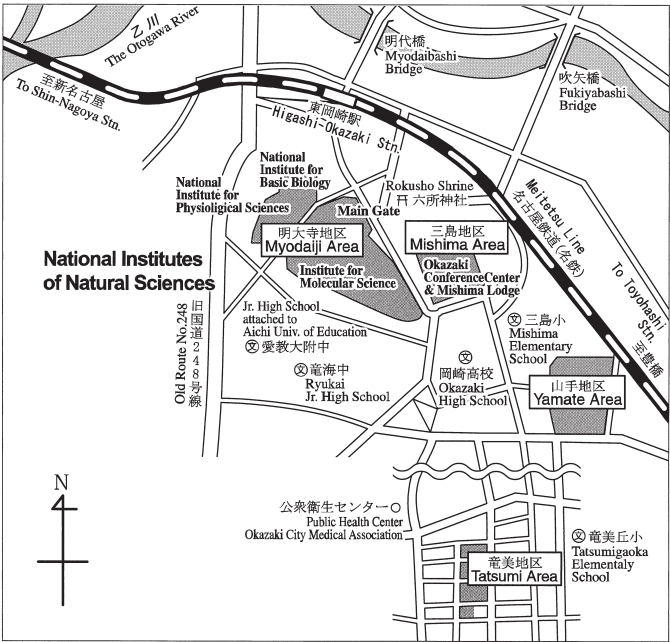 乙川
The Otogawa River
至新名古屋
To Shin-Nagoya Stn.
明代橋
Myodaibashi
Bridge
吹矢橋
Fukiyabashi
Bridge
東岡崎駅
Higashi-Okazaki Stn.
National
Institute for
Basic Biology
National
Institute for
Physioligical Sciences
Rokusho Shrine
六所神社
Main Gate
Meitetsu Line
名古屋鉄道(名鉄)
明大寺地区
Myodaiji Area
三島地区
Mishima Area
National Institutes
of Natural Sciences
Institute for
Molecular Science
Okazaki
ConferenceCenter
& Mishima Lodge
To Toyohashi
Stn.
至豊橋
Old Route No.248
旧国道248号線
Jr. High School
attached to
Aichi Univ. of Education
文 愛教大附中
文 三島小
Mishima
Elementary
School
文 竜海中
Ryukai
Jr. High School
文
岡崎高校
Okazaki
High School
山手地区
Yamate Area
N
公衆衛生センター
Public Health Center
Okazaki City Medical Association
竜美地区
Tatsumi Area
文 竜美丘小
Tatsumigaoka
Elementaly
School